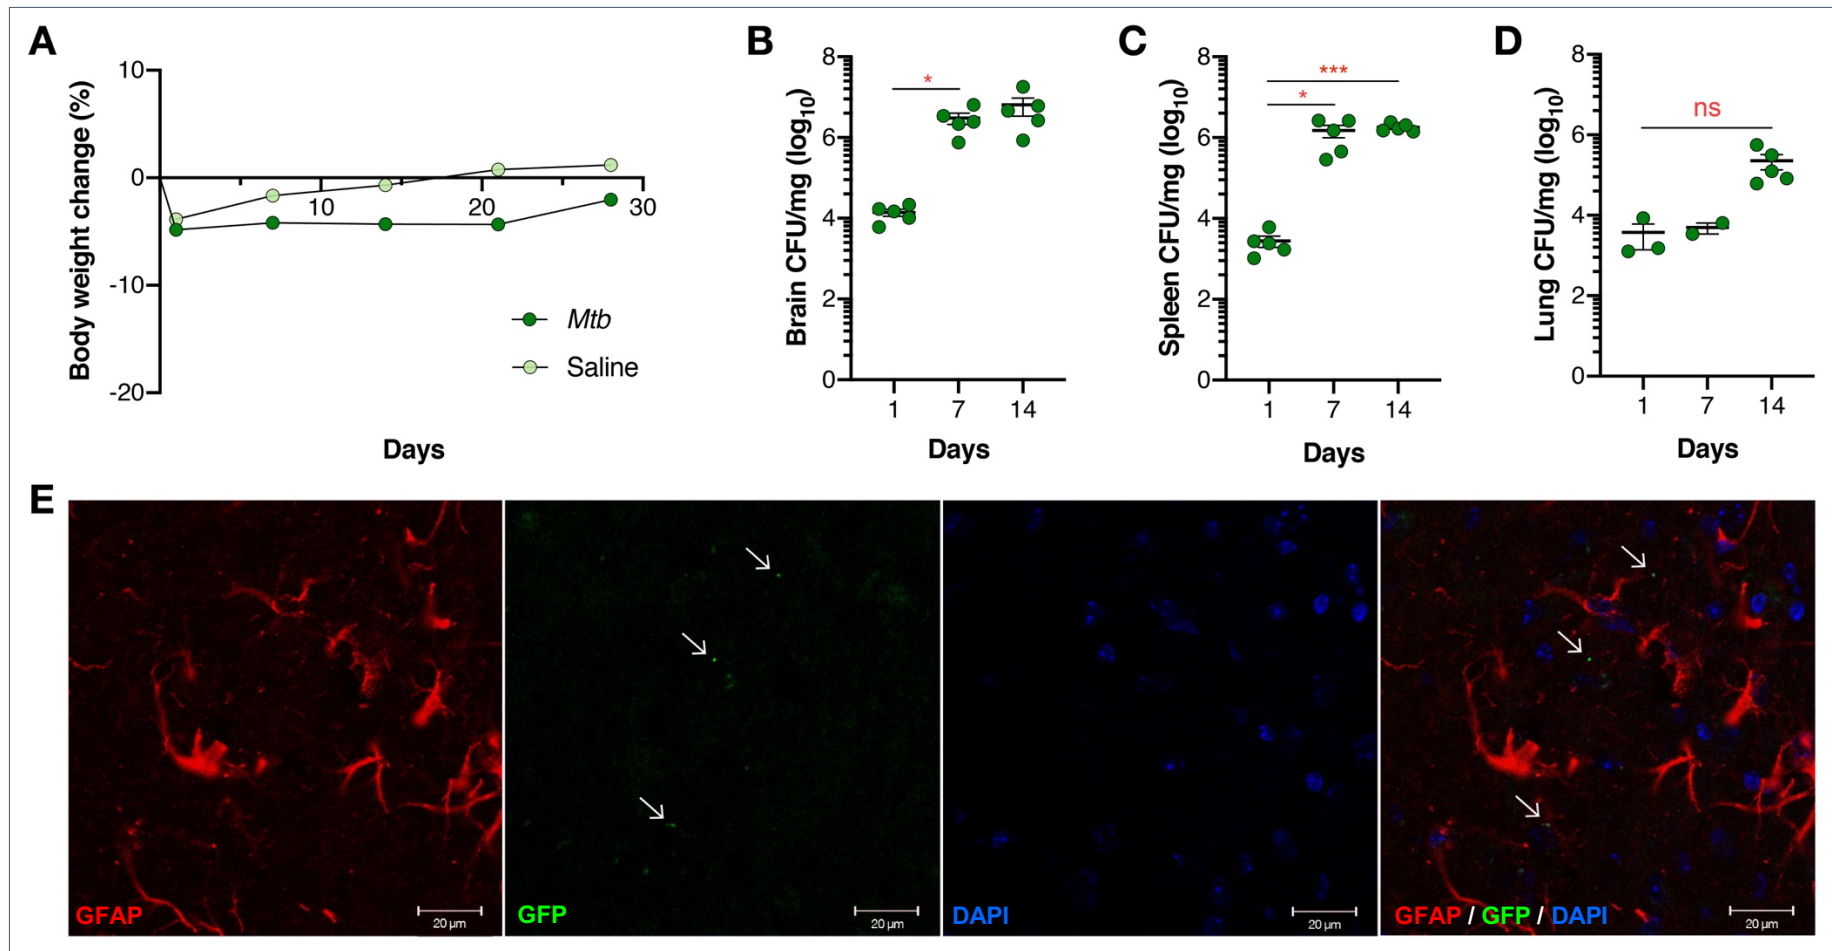 A
Body weight change (%)
10
0
-10
-20
10
20
30
Mtb
Saline
Days
B
Brain CFU/mg (log10)
8
6
4
2
0
*
1 7 14
Days
C
Spleen CFU/mg (log10)
8
6
4
2
0
***
*
1 7 14
Days
D
Lung CFU/mg (log10)
8
6
4
2
0
ns
1 7 14
Days
E
GFAP
20 µm
GFP
20 µm
DAPI
20 µm
GFAP / GFP / DAPI
20 µm